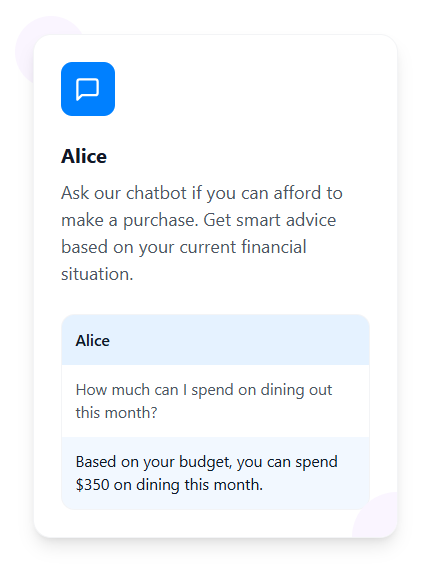 Alice
Ask our chatbot if you can afford to
make a purchase. Get smart advice
based on your current financial
situation.
Alice
How much can I spend on dining out
this month?
Based on your budget, you can spend
$350 on dining this month.